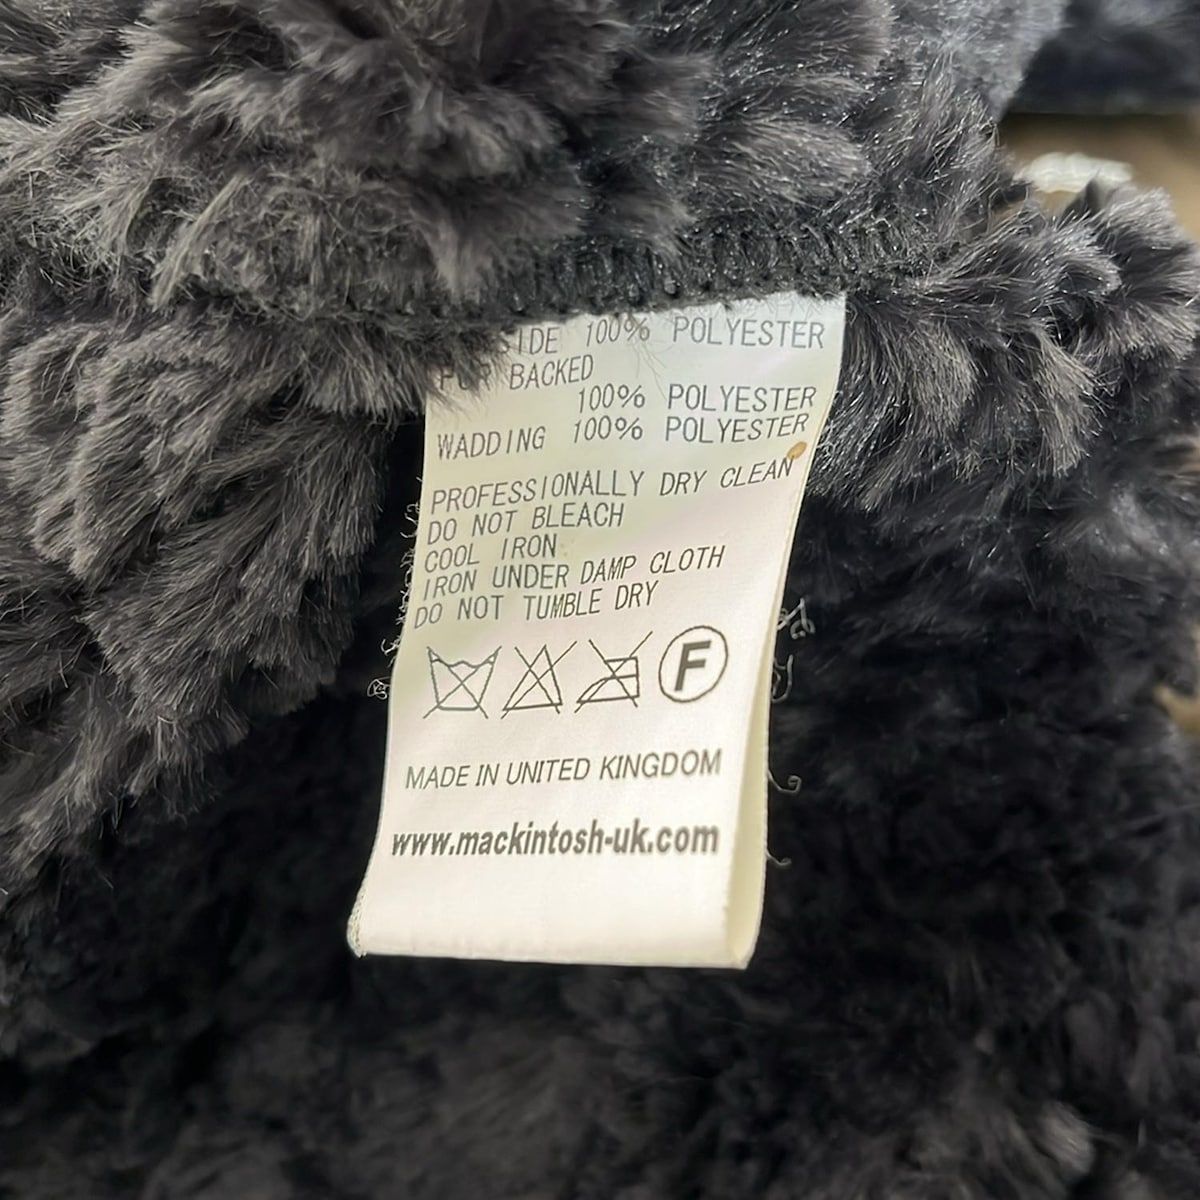 100% POLYESTER
FUR BACKED
100% POLYESTER
WADDING 100% POLYESTER
PROFESSIONALLY DRY CLEAN
DO NOT BLEACH
COOL IRON
IRON UNDER DAMP CLOTH
DO NOT TUMBLE DRY
F
MADE IN UNITED KINGDOM
www.mackintosh-uk.com